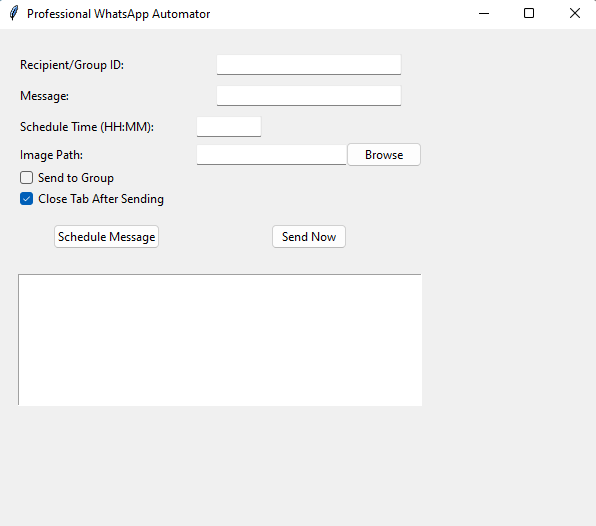 Professional WhatsApp Automator
Recipient/Group ID:
Message:
Schedule Time (HH:MM):
Image Path:
Browse
Send to Group
Close Tab After Sending
Schedule Message
Send Now